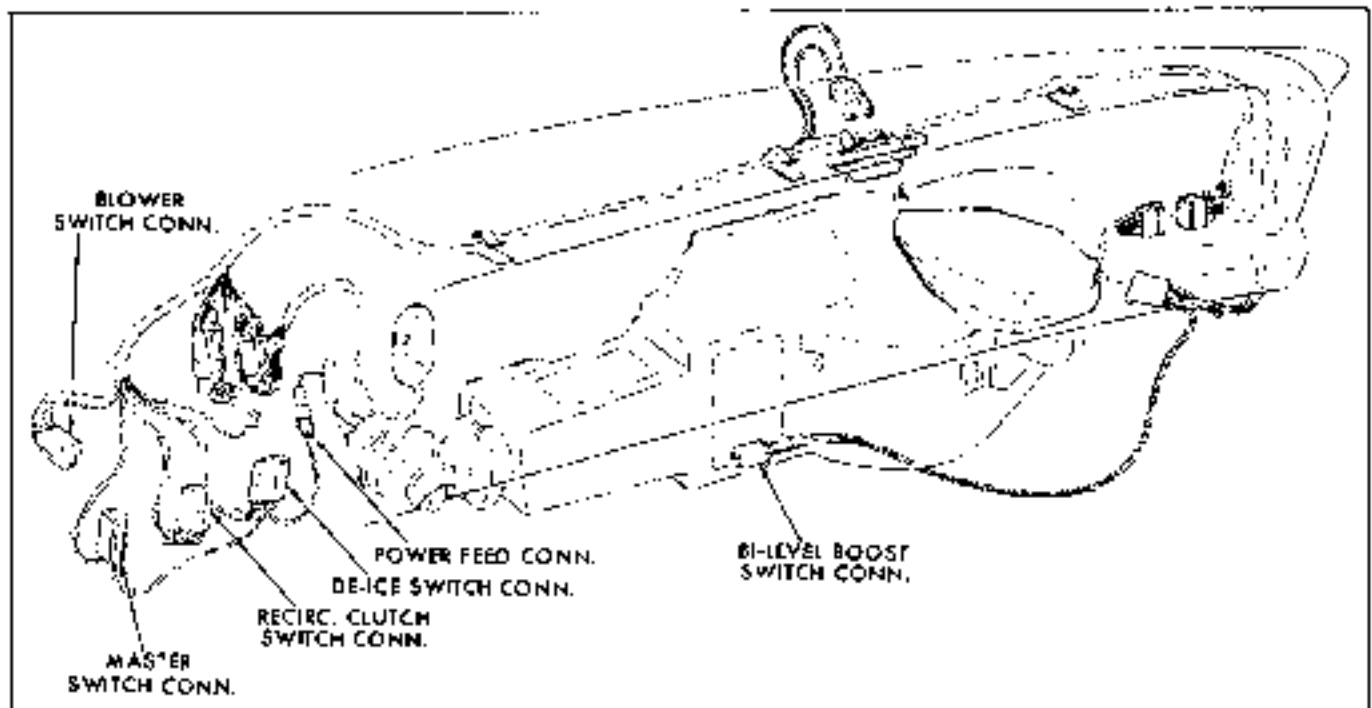 BLOWER
SWITCH CONN.
POWER FEED CONN.
DE-ICE SWITCH CONN.
RECIRC. CLUTCH
SWITCH CONN.
MASTER
SWITCH CONN.
BI-LEVEL BOOST
SWITCH CONN.